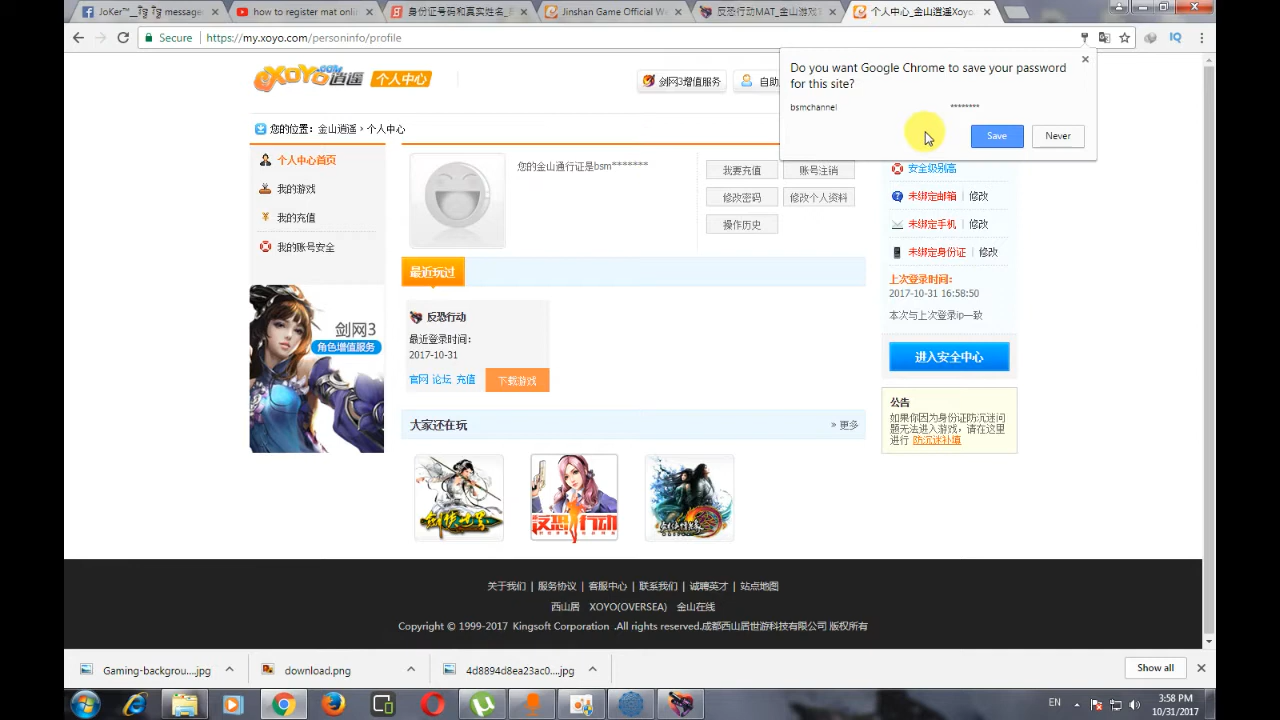 JoKer™_ message
how to register mat onlin
身份证号码和真实姓名_
Jinshan Game Official We
反恐行动MAT_金山游戏
个人中心_金山逍遥Xoyo.
Secure
https://my.xoyo.com/personinfo/profile
Do you want Google Chrome to save your password for this site?
bsmchannel
********
Save
Never
XOYO.com逍遥
个人中心
剑网3增值服务
自助
您的位置: 金山逍遥 › 个人中心
个人中心首页
我的游戏
我的充值
我的账号安全
剑网3
角色增值服务
您的金山通行证是bsm*******
我要充值
账号注销
修改密码
修改个人资料
操作历史
最近玩过
反恐行动
最近登录时间:
2017-10-31
官网 论坛 充值
下载游戏
大家还在玩
» 更多
反恐行动
安全级别高
未绑定邮箱 | 修改
未绑定手机 | 修改
未绑定身份证 | 修改
上次登录时间:
2017-10-31 16:58:50
本次与上次登录ip一致
进入安全中心
公告
如果你因为身份证防沉迷问
题无法进入游戏，请在这里
进行 防沉迷补填
关于我们 | 服务协议 | 客服中心 | 联系我们 | 诚聘英才 | 站点地图
西山居 XOYO(OVERSEA) 金山在线
Copyright © 1999-2017 Kingsoft Corporation .All rights reserved.成都西山居世游科技有限公司 版权所有
Gaming-backgrou....jpg
download.png
4d8894d8ea23ac0....jpg
Show all
EN
3:58 PM
10/31/2017